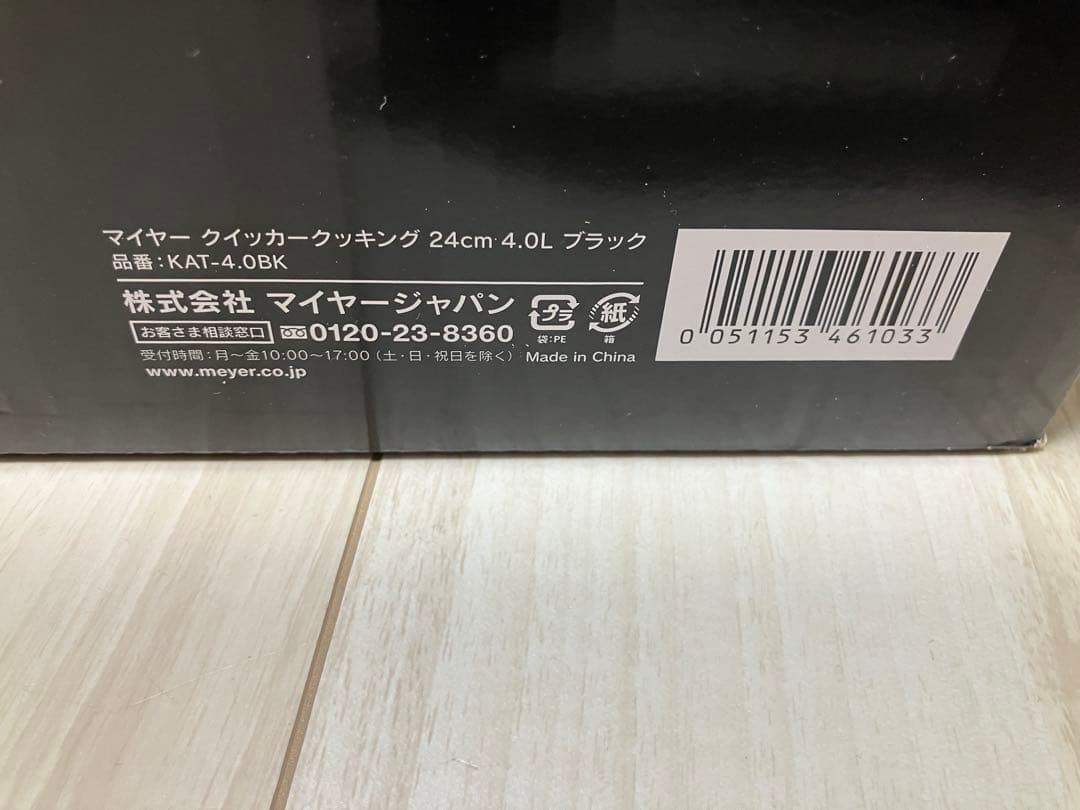 マイヤー クイッカークッキング 24cm 4.0L ブラック
品番：KAT-4.0BK
株式会社 マイヤージャパン
お客さま相談窓口 0120-23-8360
受付時間：月～金10:00～17:00（土・日・祝日を除く）
www.meyer.co.jp
プラ 紙
袋：PE 箱
Made in China
0 051153 461033